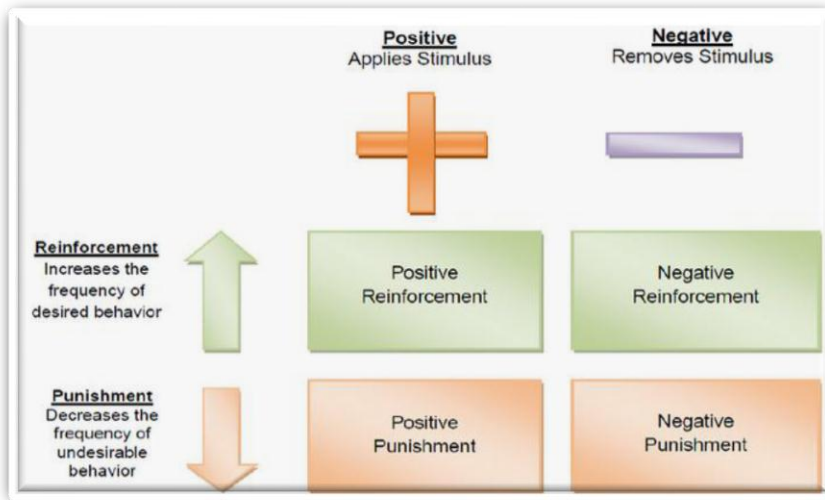 Positive
Applies Stimulus
Negative
Removes Stimulus
Reinforcement
Increases the
frequency of
desired behavior
Positive
Reinforcement
Negative
Reinforcement
Punishment
Decreases the
frequency of
undesirable
behavior
Positive
Punishment
Negative
Punishment